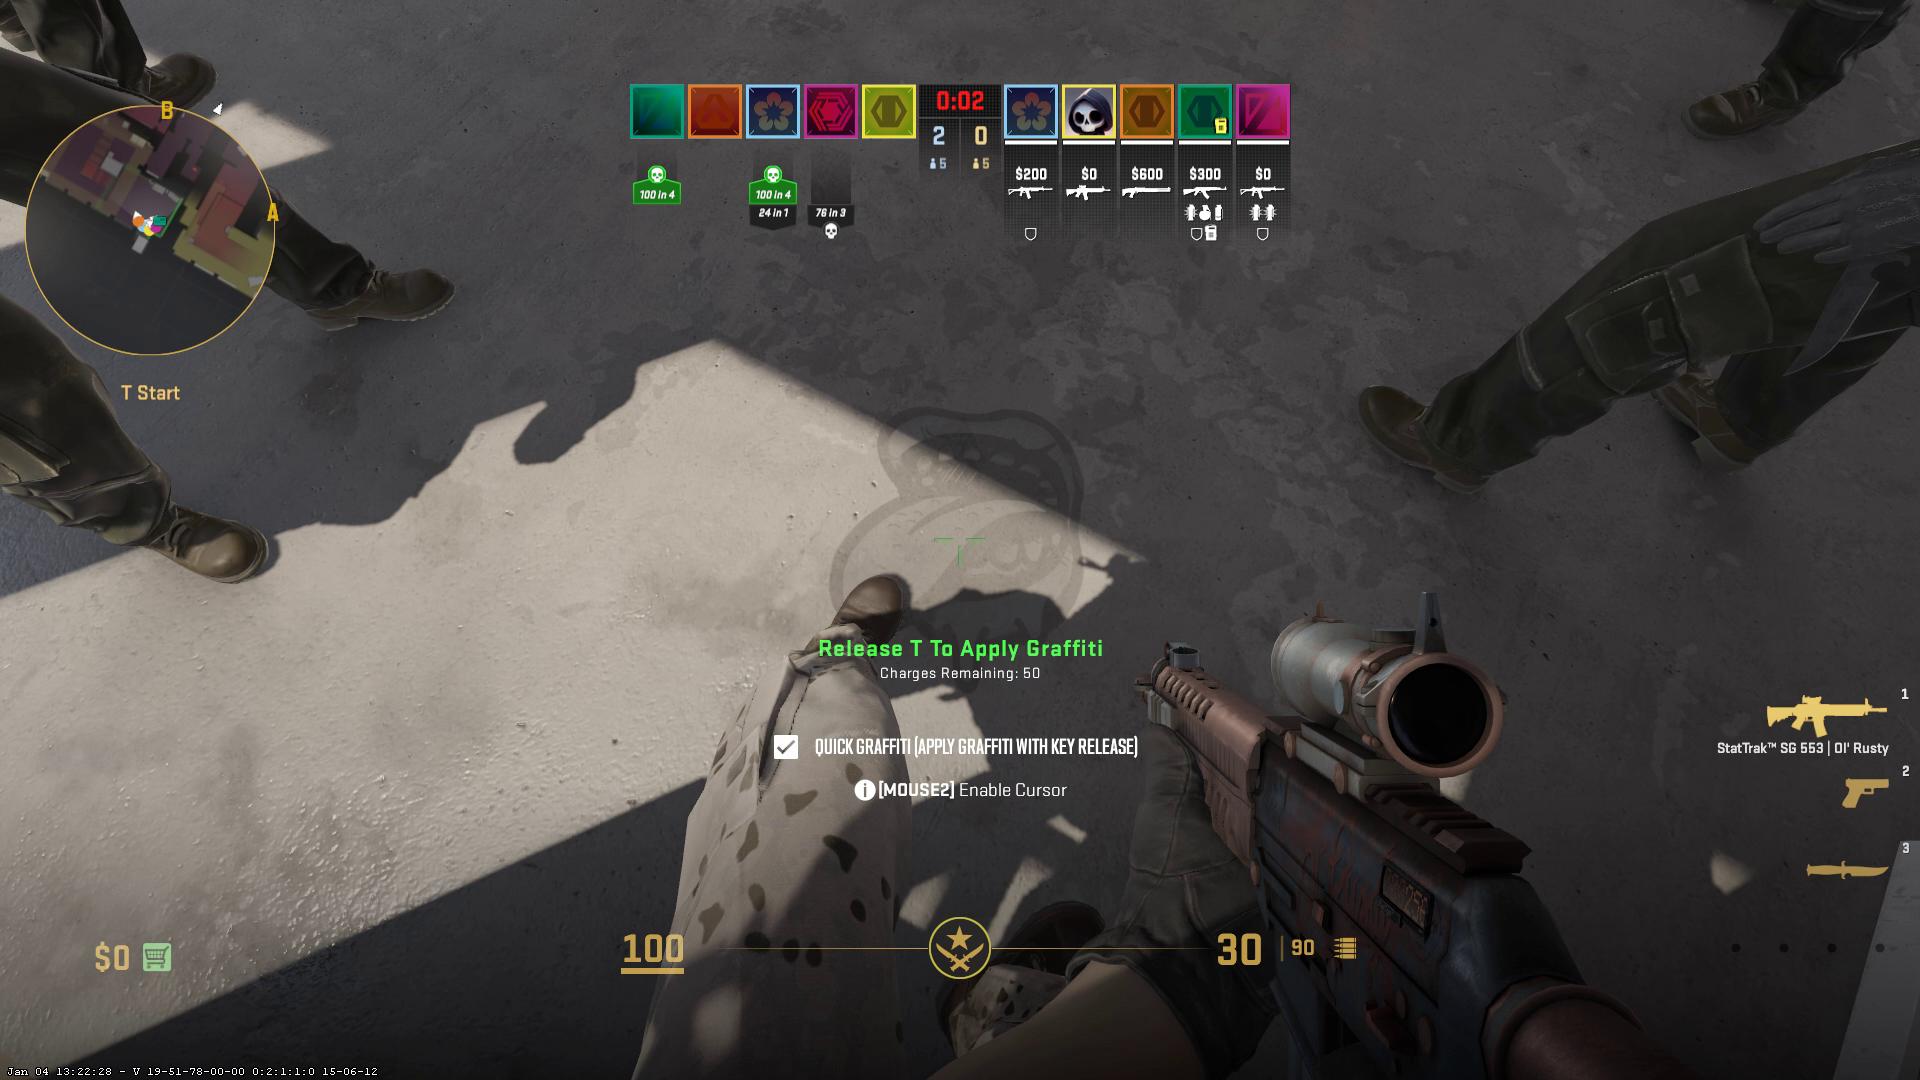 B
A
T Start
0:02
2
0
5
5
100 in 4
100 in 4
24 in 1
76 in 3
$200
$0
$600
$300
$0
Release T To Apply Graffiti
Charges Remaining: 50
QUICK GRAFFITI (APPLY GRAFFITI WITH KEY RELEASE)
[MOUSE2] Enable Cursor
1
StatTrak™ SG 553 | Ol' Rusty
2
3
$0
100
30
90
Jan 04 13:22:28 - V 19-51-78-00-00 0:2:1:1:0 15-06-12